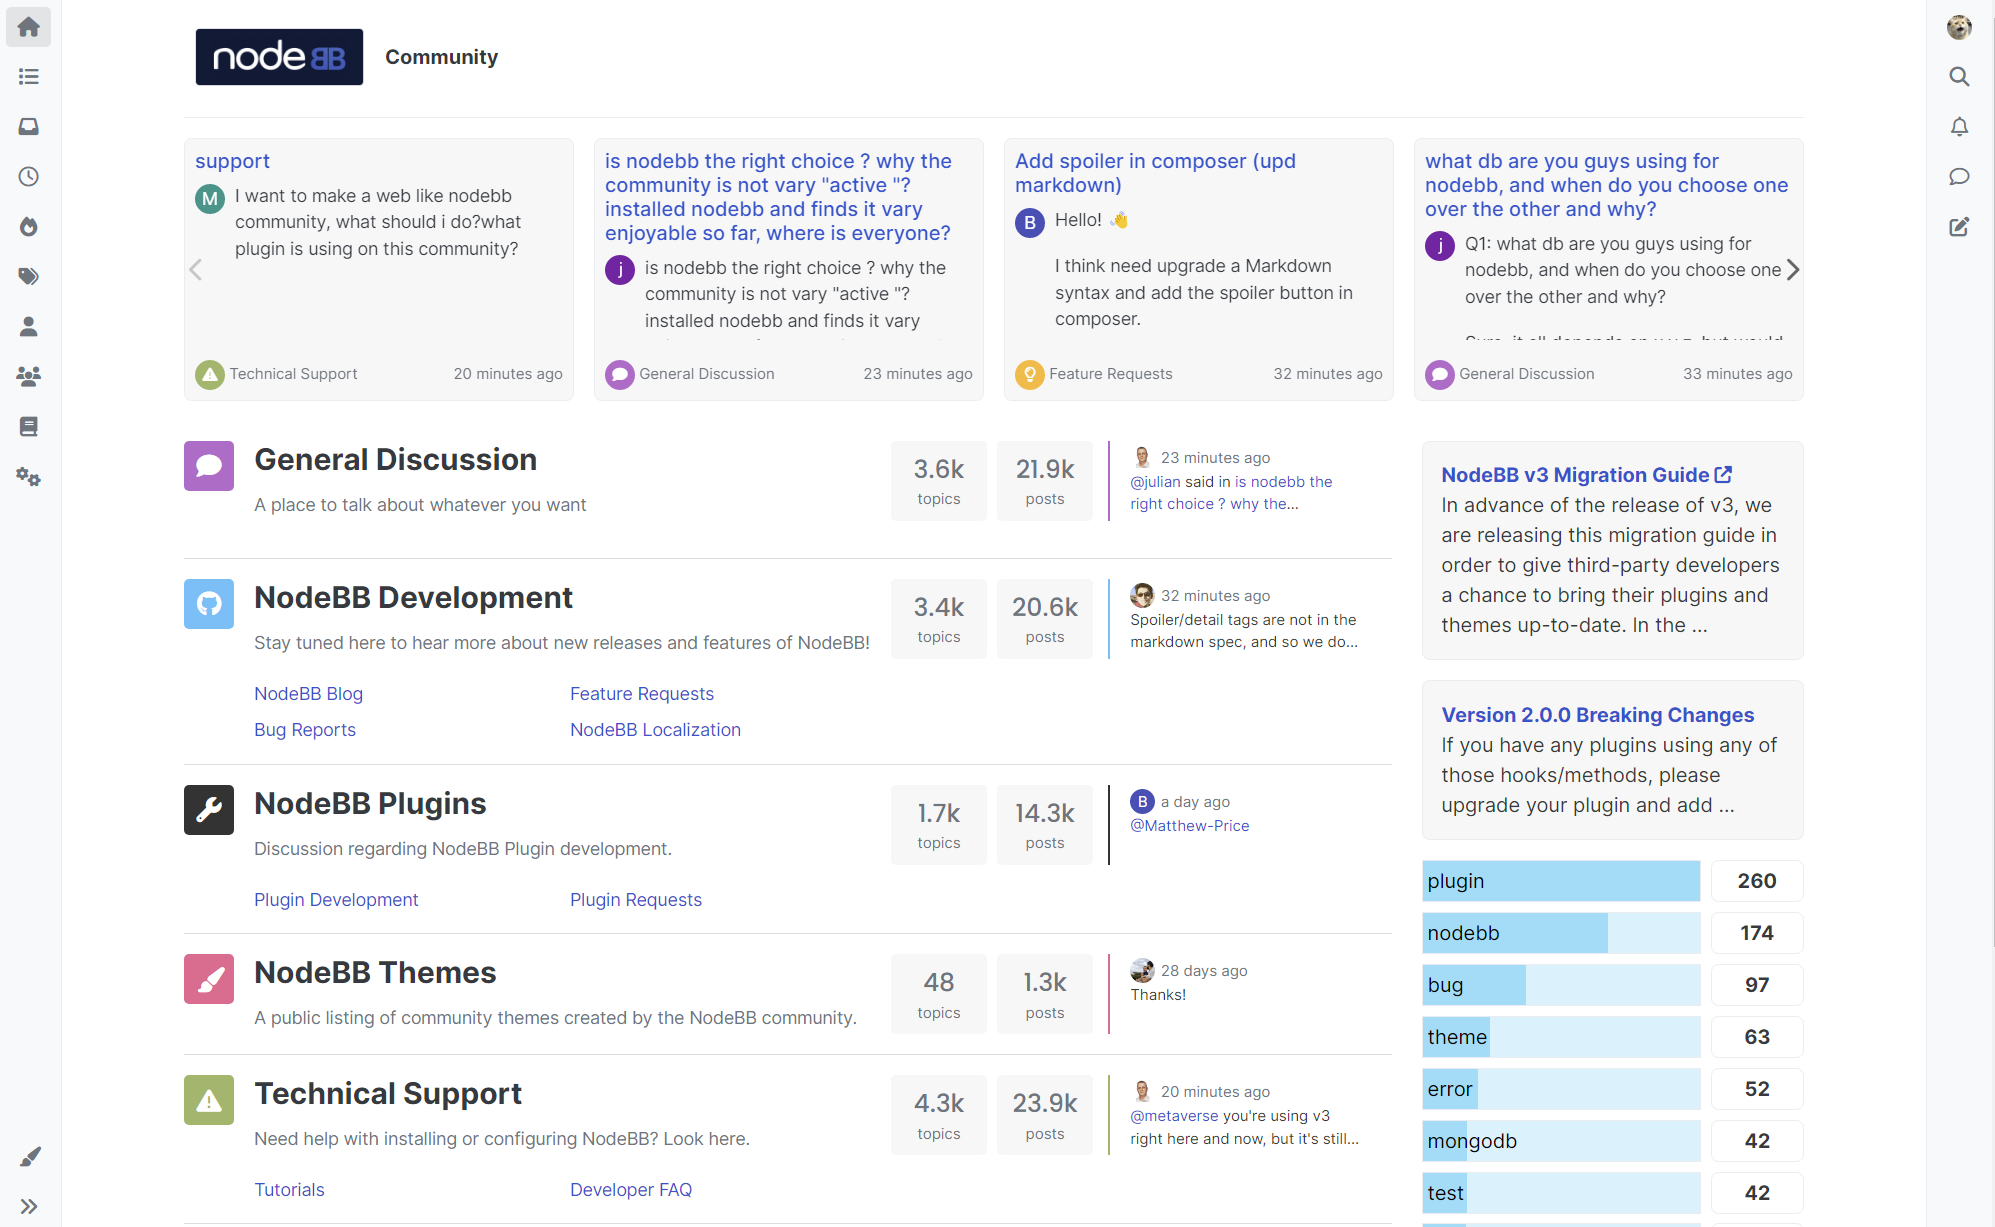 node BB
Community
support
M
I want to make a web like nodebb
community, what should i do?what
plugin is using on this community?
Technical Support
20 minutes ago
is nodebb the right choice ? why the
community is not vary "active "?
installed nodebb and finds it vary
enjoyable so far, where is everyone?
j
is nodebb the right choice ? why the
community is not vary "active "?
installed nodebb and finds it vary
General Discussion
23 minutes ago
Add spoiler in composer (upd
markdown)
B
Hello! 👋
I think need upgrade a Markdown
syntax and add the spoiler button in
composer.
Feature Requests
32 minutes ago
what db are you guys using for
nodebb, and when do you choose one
over the other and why?
j
Q1: what db are you guys using for
nodebb, and when do you choose one
over the other and why?
General Discussion
33 minutes ago
General Discussion
A place to talk about whatever you want
3.6k
topics
21.9k
posts
23 minutes ago
@julian said in is nodebb the
right choice ? why the...
NodeBB Development
Stay tuned here to hear more about new releases and features of NodeBB!
NodeBB Blog
Feature Requests
Bug Reports
NodeBB Localization
3.4k
topics
20.6k
posts
32 minutes ago
Spoiler/detail tags are not in the
markdown spec, and so we do...
NodeBB Plugins
Discussion regarding NodeBB Plugin development.
Plugin Development
Plugin Requests
1.7k
topics
14.3k
posts
B
a day ago
@Matthew-Price
NodeBB Themes
A public listing of community themes created by the NodeBB community.
48
topics
1.3k
posts
28 days ago
Thanks!
Technical Support
Need help with installing or configuring NodeBB? Look here.
Tutorials
Developer FAQ
4.3k
topics
23.9k
posts
20 minutes ago
@metaverse you're using v3
right here and now, but it's still...
NodeBB v3 Migration Guide
In advance of the release of v3, we
are releasing this migration guide in
order to give third-party developers
a chance to bring their plugins and
themes up-to-date. In the ...
Version 2.0.0 Breaking Changes
If you have any plugins using any of
those hooks/methods, please
upgrade your plugin and add ...
plugin
260
nodebb
174
bug
97
theme
63
error
52
mongodb
42
test
42